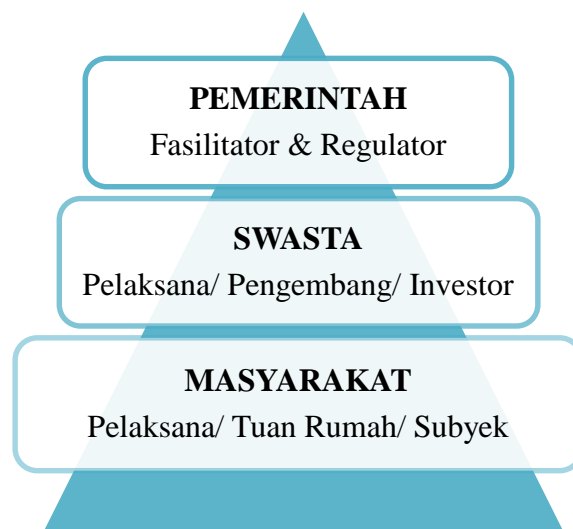 PEMERINTAH
Fasilitator & Regulator
SWASTA
Pelaksana/ Pengembang/ Investor
MASYARAKAT
Pelaksana/ Tuan Rumah/ Subyek